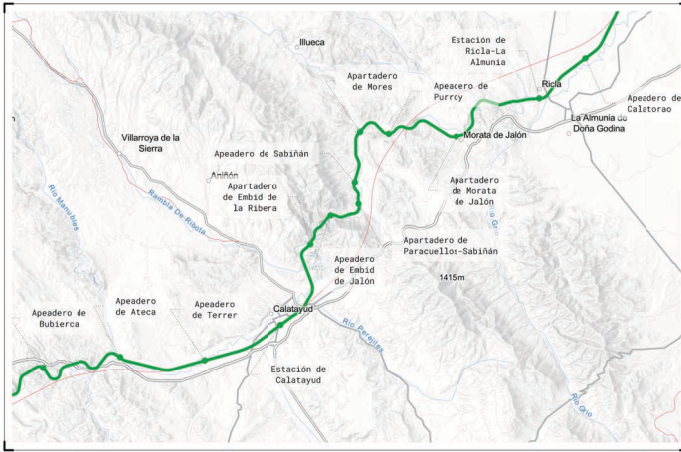 Illueca
Estación de
Ricla-La
Almunia
Apartadero
de Mores
Apeadero de
Purroy
Ricla
Apeadero de
Calatorao
La Almunia de
Doña Godina
Villarroya de la
Sierra
Morata de Jalón
Apeadero de Sabiñán
Aniñón
Apartadero
de Embid de
la Ribera
Apartadero
de Morata
de Jalón
Río Manubles
Rambla De Ribota
Apartadero de
Paracuellos-Sabiñán
Apeadero
de Embid
de Jalón
1415m
Apeadero de
Bubierca
Apeadero
de Ateca
Apeadero
de Terrer
Calatayud
Río Perejiles
Estación de
Calatayud
Río Grío